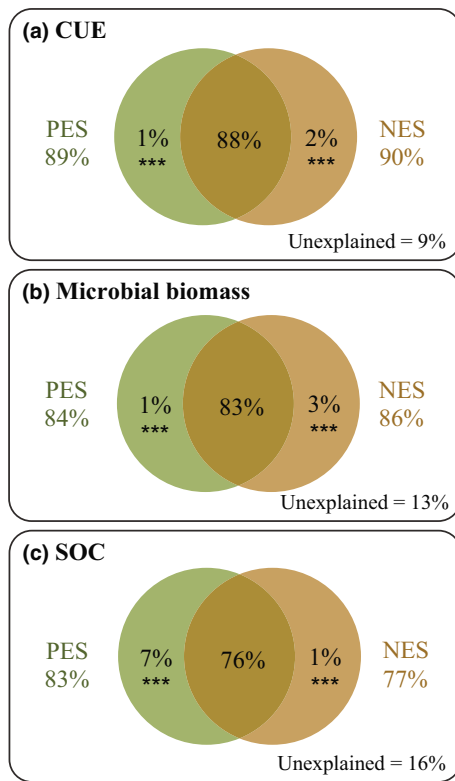 (a) CUE
PES
89%
1%
***
88%
2%
***
NES
90%
Unexplained = 9%
(b) Microbial biomass
PES
84%
1%
***
83%
3%
***
NES
86%
Unexplained = 13%
(c) SOC
PES
83%
7%
***
76%
1%
***
NES
77%
Unexplained = 16%